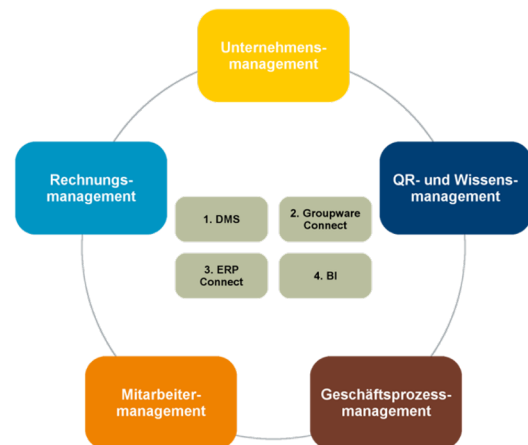 Unternehmens-
management
Rechnungs-
management
QR- und Wissens-
management
1. DMS
2. Groupware
Connect
3. ERP
Connect
4. BI
Mitarbeiter-
management
Geschäftsprozess-
management